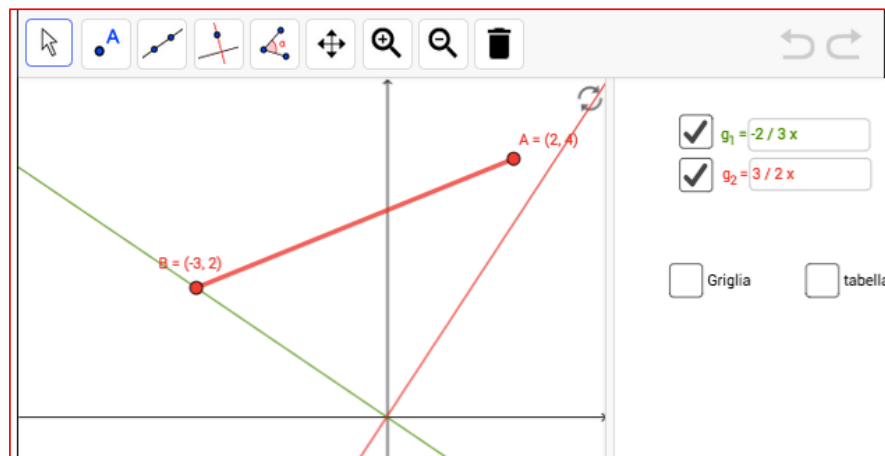 A
α
A = (2, 4)
B = (-3, 2)
g₁ = -2 / 3 x
g₂ = 3 / 2 x
Griglia
tabella